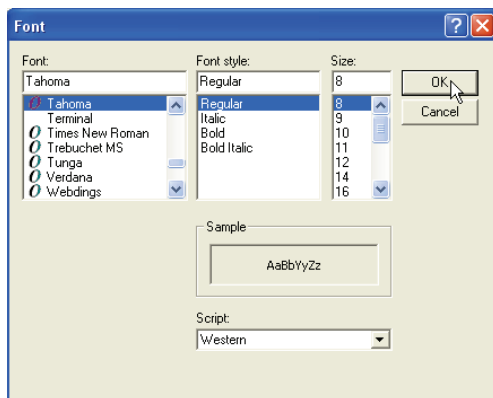 Font
Font:
Font style:
Size:
Tahoma
Regular
8
OK
Cancel
Tahoma
Terminal
Times New Roman
Trebuchet MS
Tunga
Verdana
Webdings
Regular
Italic
Bold
Bold Italic
8
9
10
11
12
14
16
Sample
AaBbYyZz
Script:
Western